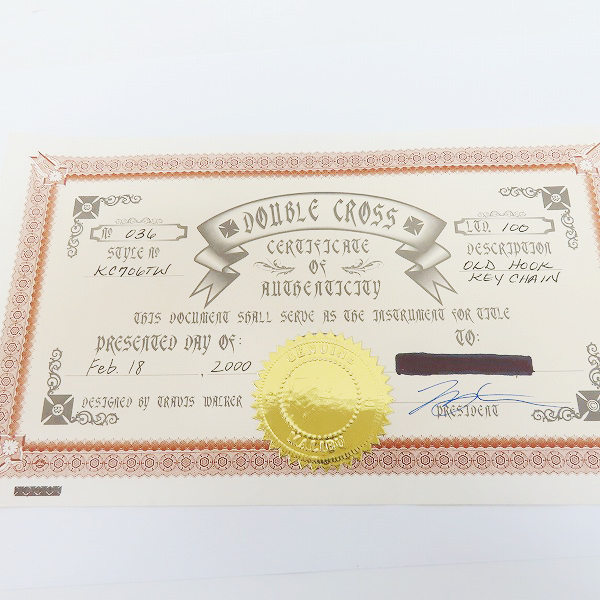 DOUBLE CROSS
Nº 036
LTD. 100
CERTIFICATE
OF
AUTHENTICITY
STYLE Nº
KC706TW
DESCRIPTION
OLD HOOK
KEY CHAIN
THIS DOCUMENT SHALL SERVE AS THE INSTRUMENT FOR TITLE
PRESENTED DAY OF:
TO:
Feb. 18, 2000
DESIGNED BY TRAVIS WALKER
PRESIDENT
GENUINE
MALIBU